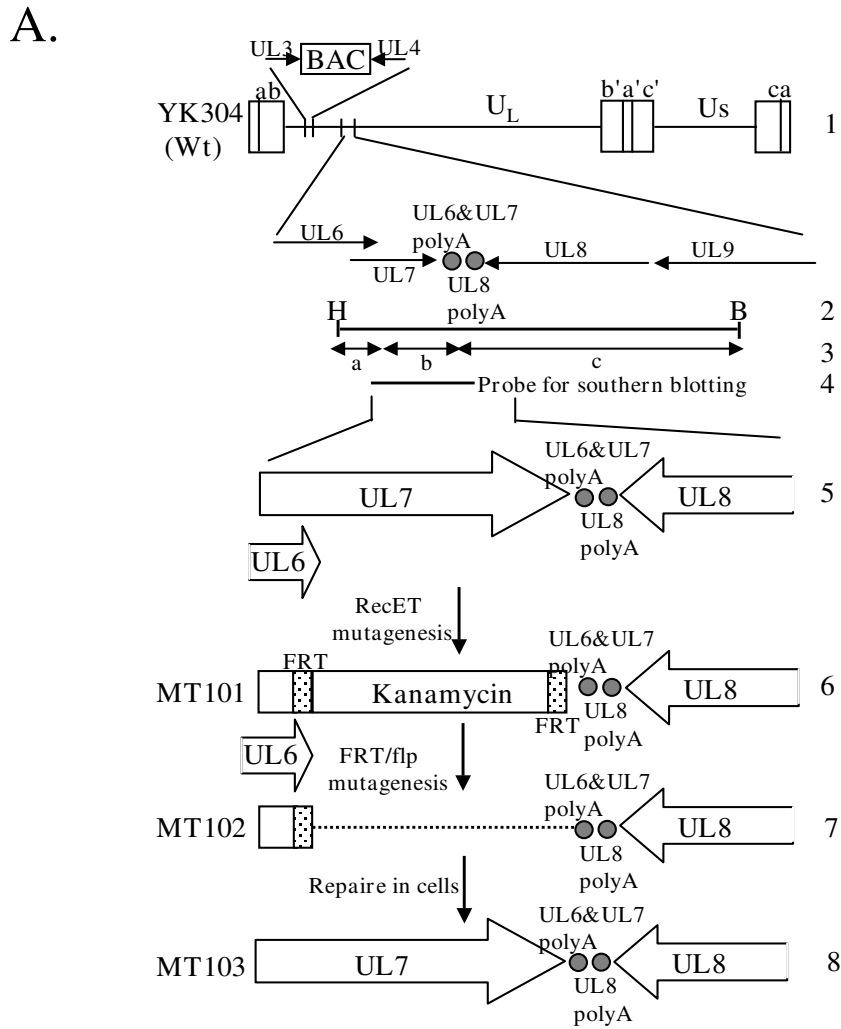 A.
UL3 BAC UL4
ab b'a'c' ca
YK304 U_L Us 1
(Wt)
UL6 UL6&UL7
polyA UL8 UL9
UL7 UL8
H polyA B 2
3
a b c
Probe for southern blotting 4
UL6&UL7
polyA
UL7 UL8 5
UL8
polyA
UL6
RecET
mutagenesis
UL6&UL7
FRT polyA
MT101 Kanamycin UL8 6
FRT UL8
polyA
UL6
FRT/flp
mutagenesis
UL6&UL7
polyA
MT102 UL8 7
UL8
polyA
Repaire in cells
UL6&UL7
polyA
MT103 UL7 UL8 8
UL8
polyA